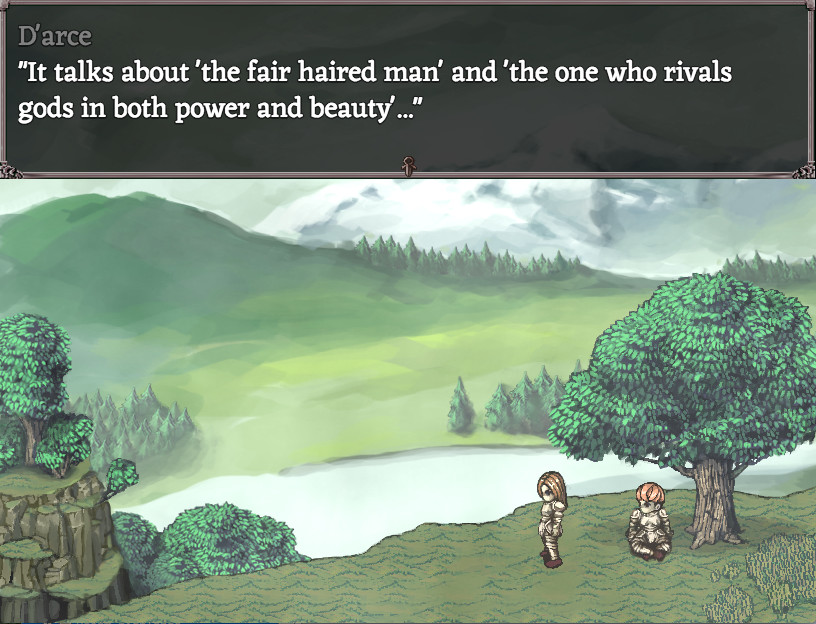 D'arce
"It talks about 'the fair haired man' and 'the one who rivals
gods in both power and beauty'..."